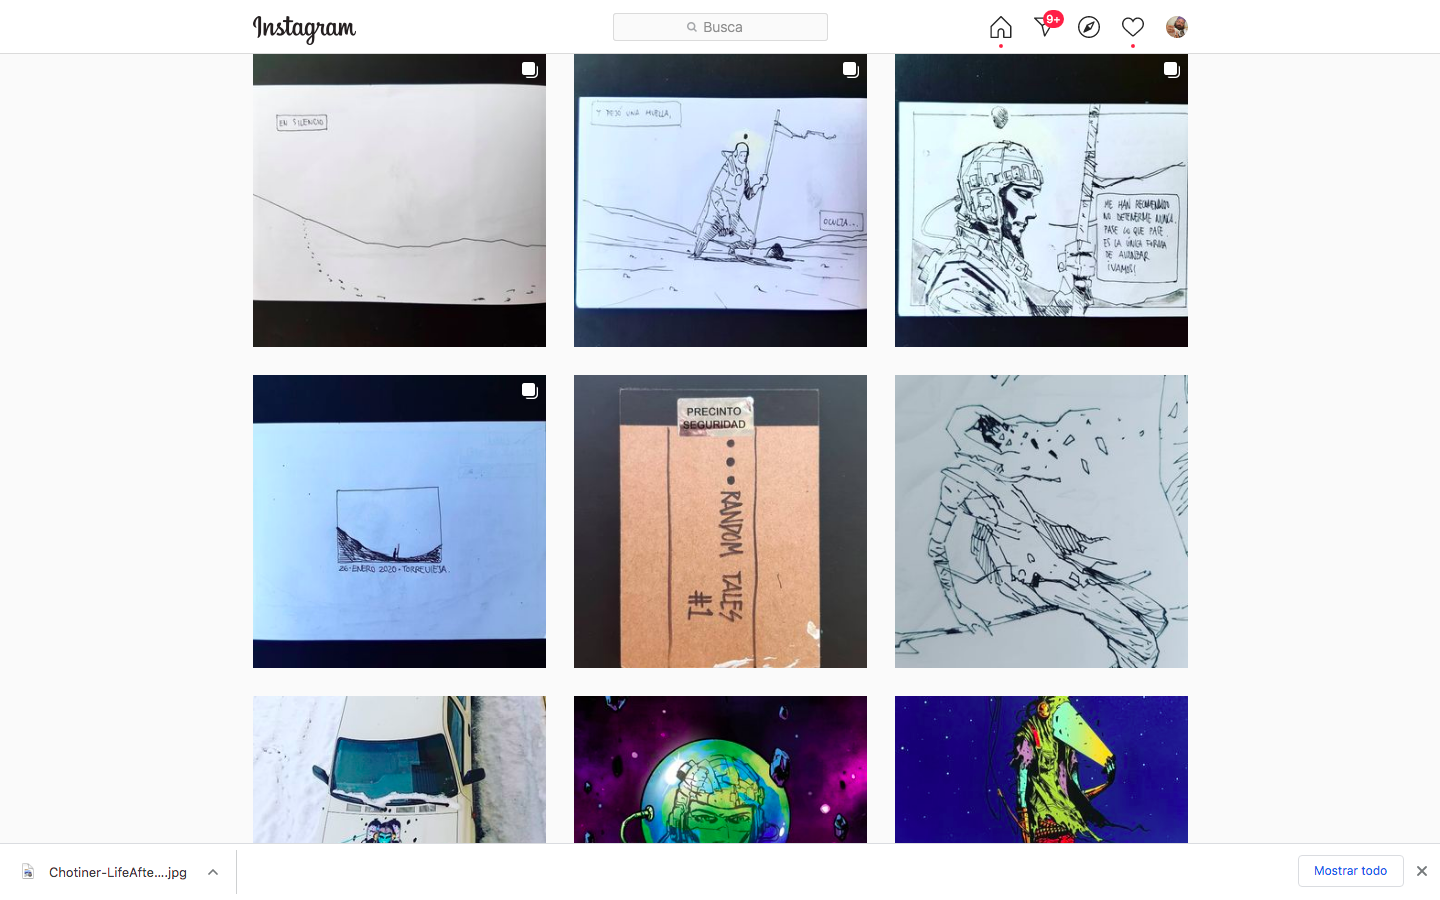 Instagram
Busca
9+
EN SILENCIO
Y DEJÓ UNA HUELLA,
OCULTA...
ME HAN RECOMENDADO
NO DETENERME NUNCA.
PASE LO QUE PASE.
ES LA ÚNICA FORMA
DE AVANZAR
¡VAMOS!
26·ENERO 2020·TORREVIEJA.
PRECINTO
SEGURIDAD
RANDOM TALES
#1
Chotiner-LifeAfte....jpg
Mostrar todo